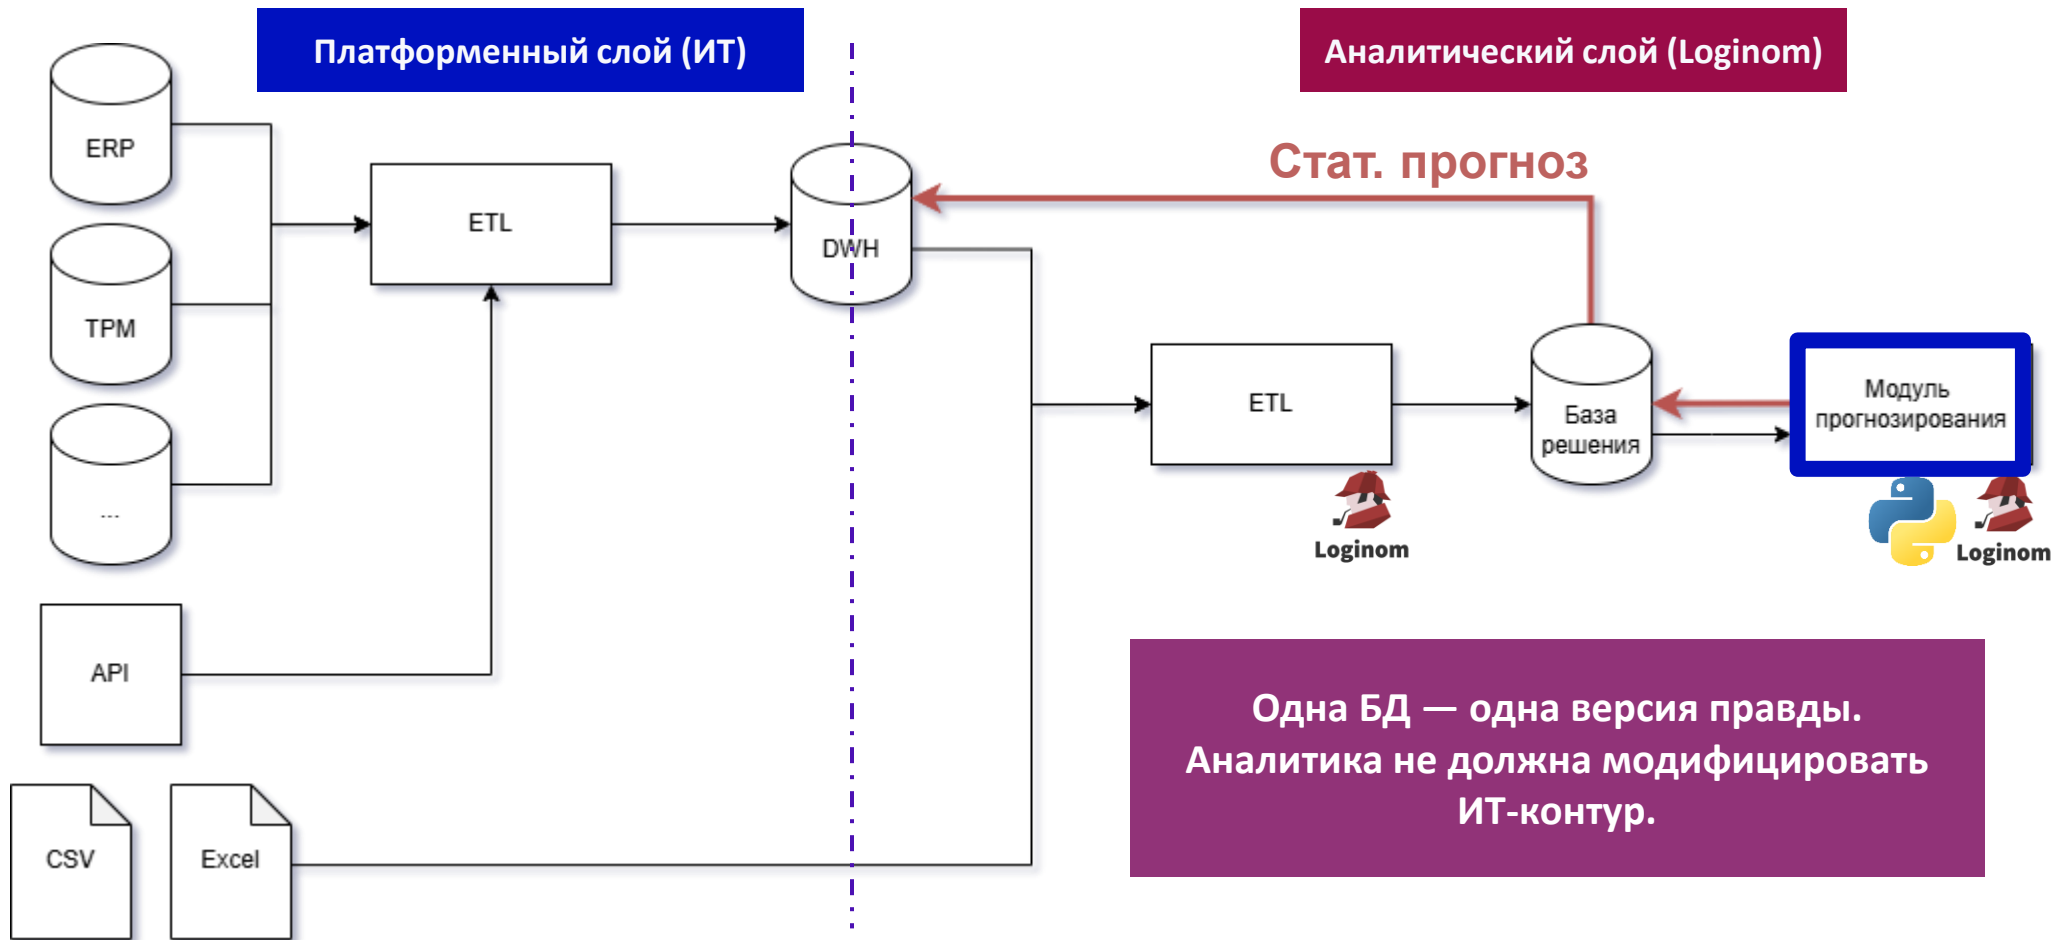 Платформенный слой (ИТ)
Аналитический слой (Loginom)
ERP
TPM
...
API
CSV
Excel
ETL
DWH
Стат. прогноз
ETL
Loginom
База
решения
Модуль
прогнозирования
Loginom
Одна БД — одна версия правды.
Аналитика не должна модифицировать
ИТ-контур.